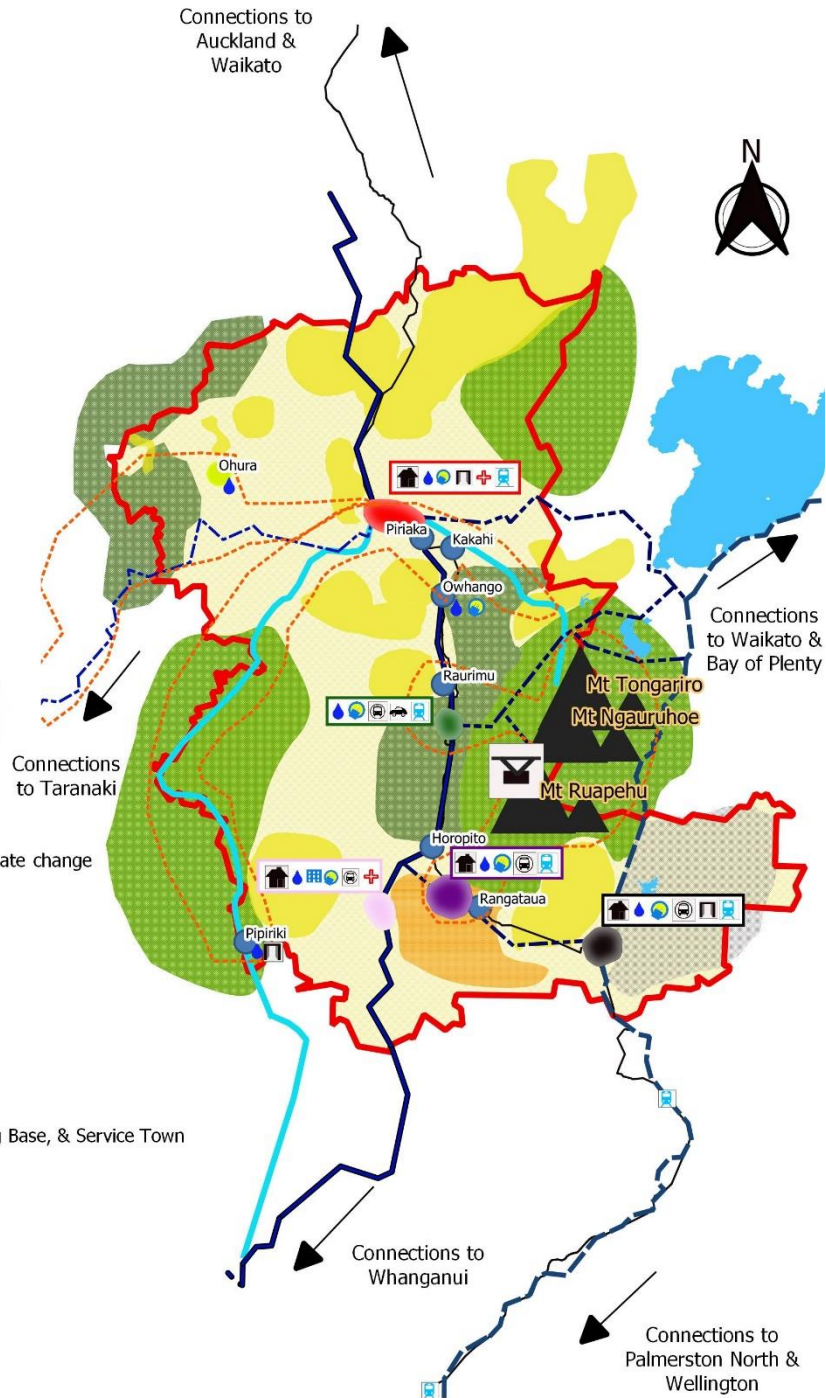 Connections to
Auckland &
Waikato
N
Ohura
Piriaka
Kakahi
Owhango
Connections
to Waikato &
Bay of Plenty
Raurimu
Mt Tongariro
Mt Ngauruhoe
Connections
to Taranaki
Mt Ruapehu
Horopito
ate change
Rangataua
Pipiriki
Base, & Service Town
Connections to
Whanganui
Connections to
Palmerston North &
Wellington